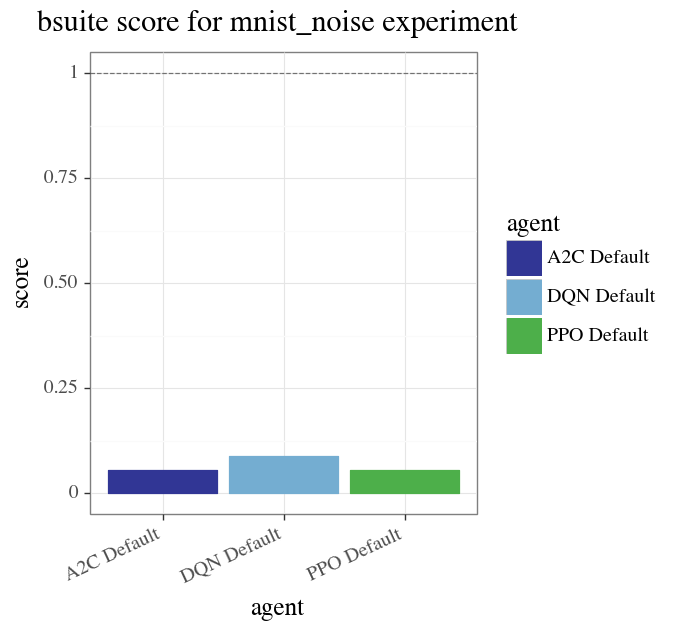 bsuite score for mnist_noise experiment
1
0.75
0.50
0.25
0
score
A2C Default
DQN Default
PPO Default
agent
agent
A2C Default
DQN Default
PPO Default